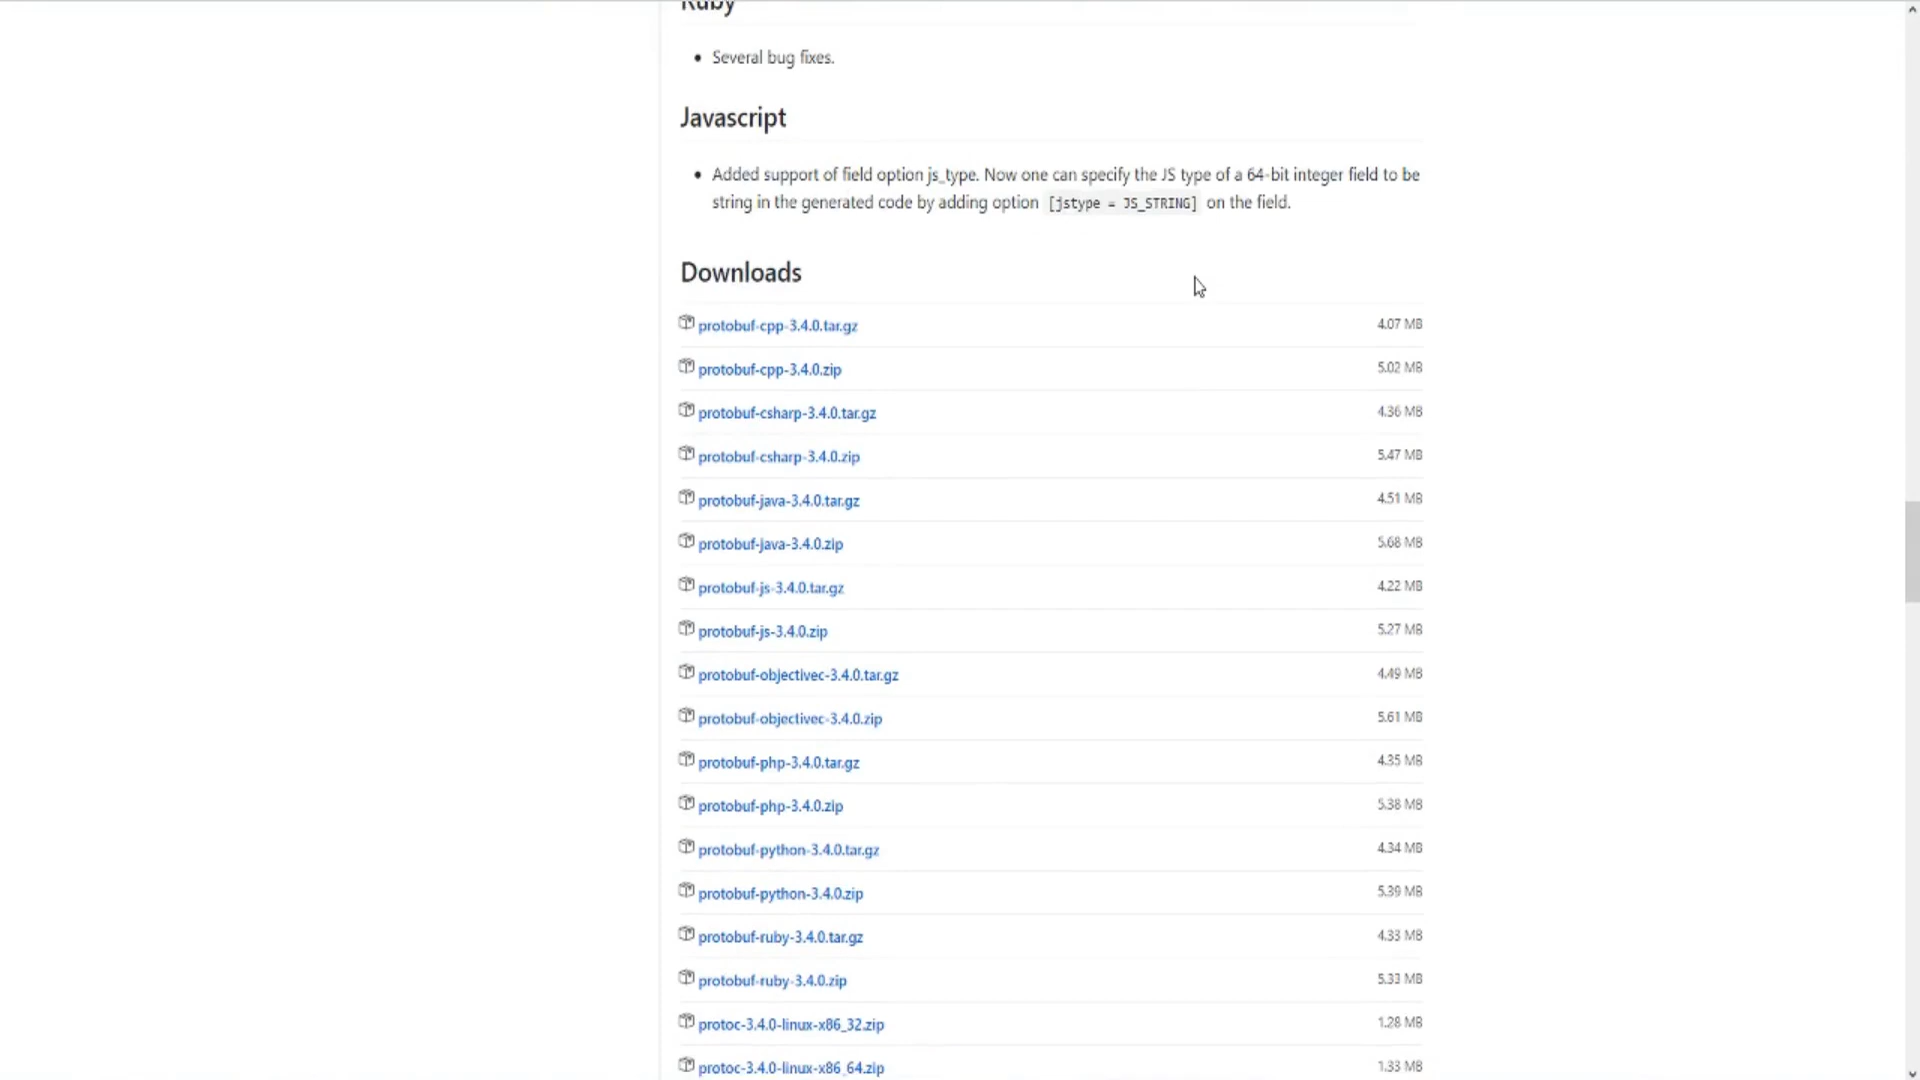 Ruby
• Several bug fixes.
Javascript
• Added support of field option js_type. Now one can specify the JS type of a 64-bit integer field to be
string in the generated code by adding option [jstype = JS_STRING] on the field.
Downloads
protobuf-cpp-3.4.0.tar.gz 4.07 MB
protobuf-cpp-3.4.0.zip 5.02 MB
protobuf-csharp-3.4.0.tar.gz 4.36 MB
protobuf-csharp-3.4.0.zip 5.47 MB
protobuf-java-3.4.0.tar.gz 4.51 MB
protobuf-java-3.4.0.zip 5.68 MB
protobuf-js-3.4.0.tar.gz 4.22 MB
protobuf-js-3.4.0.zip 5.27 MB
protobuf-objectivec-3.4.0.tar.gz 4.49 MB
protobuf-objectivec-3.4.0.zip 5.61 MB
protobuf-php-3.4.0.tar.gz 4.35 MB
protobuf-php-3.4.0.zip 5.38 MB
protobuf-python-3.4.0.tar.gz 4.34 MB
protobuf-python-3.4.0.zip 5.39 MB
protobuf-ruby-3.4.0.tar.gz 4.33 MB
protobuf-ruby-3.4.0.zip 5.33 MB
protoc-3.4.0-linux-x86_32.zip 1.28 MB
protoc-3.4.0-linux-x86_64.zip 1.33 MB